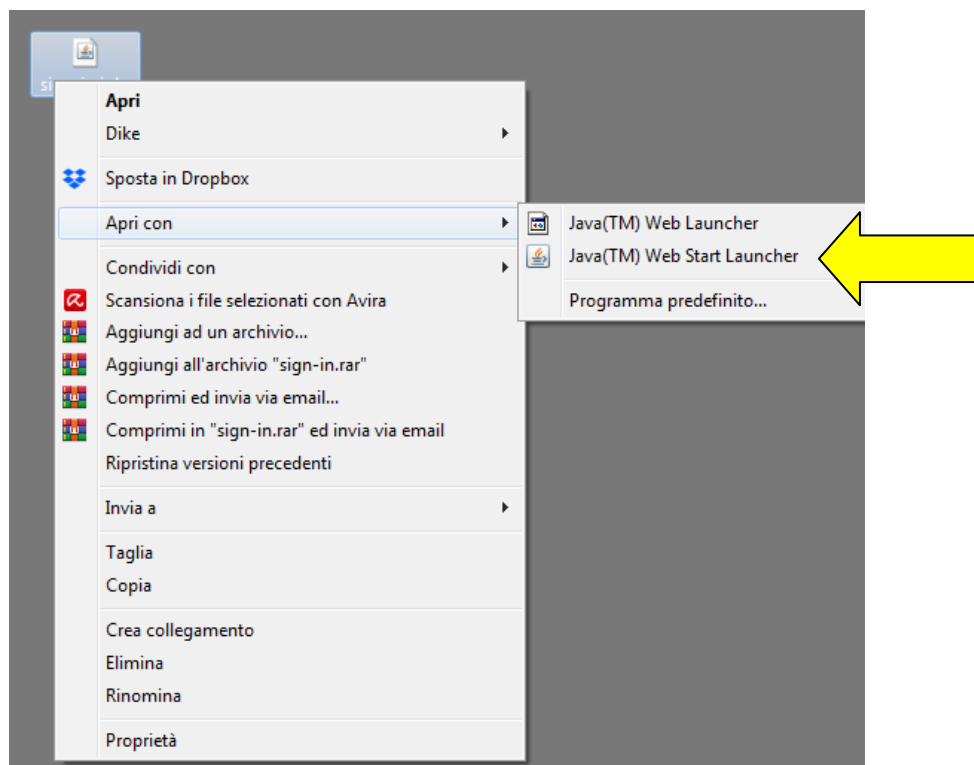 Apri
Dike
Sposta in Dropbox
Apri con
Java(TM) Web Launcher
Java(TM) Web Start Launcher
Programma predefinito...
Condividi con
Scansiona i file selezionati con Avira
Aggiungi ad un archivio...
Aggiungi all'archivio "sign-in.rar"
Comprimi ed invia via email...
Comprimi in "sign-in.rar" ed invia via email
Ripristina versioni precedenti
Invia a
Taglia
Copia
Crea collegamento
Elimina
Rinomina
Proprietà